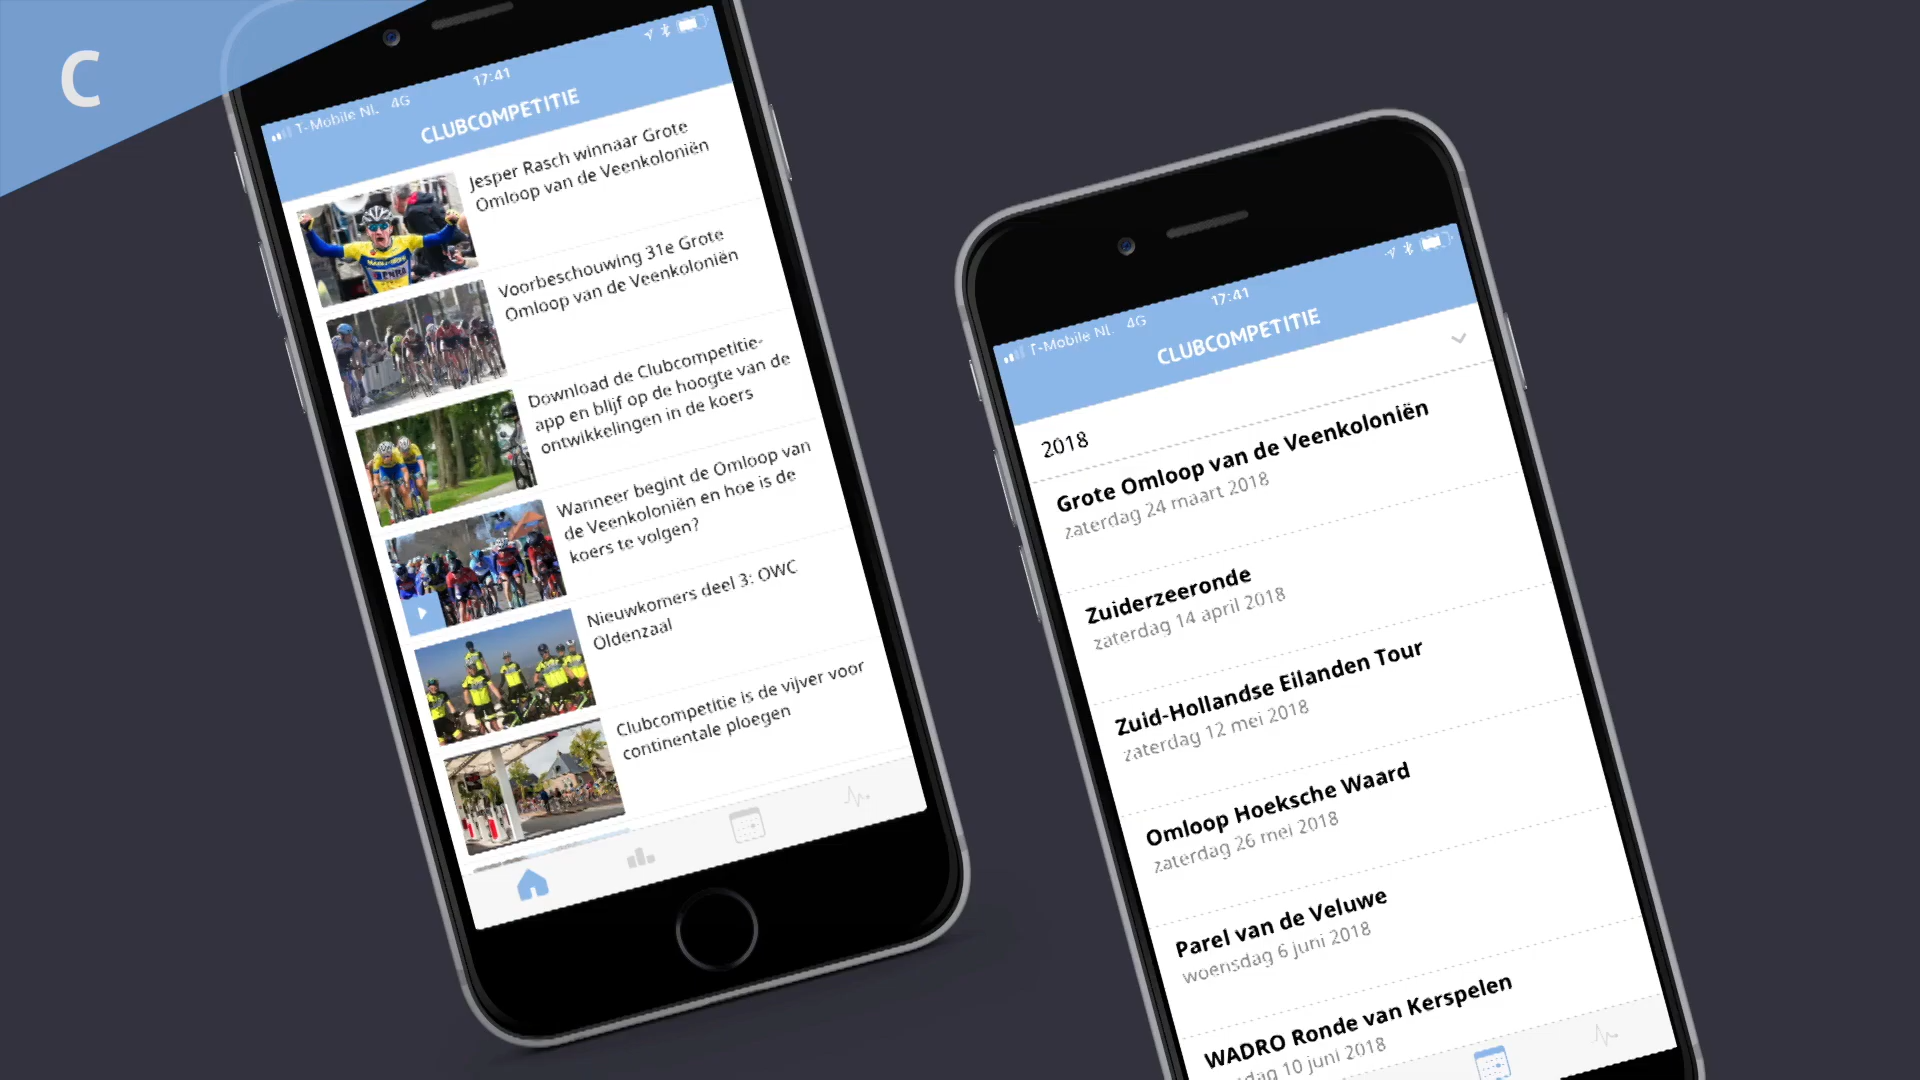 C
T-Mobile NL 4G
17:41
CLUBCOMPETITIE
Jesper Rasch winnaar Grote
Omloop van de Veenkoloniën
Voorbeschouwing 31e Grote
Omloop van de Veenkoloniën
Download de Clubcompetitie-
app en blijf op de hoogte van de
ontwikkelingen in de koers
Wanneer begint de Omloop van
de Veenkoloniën en hoe is de
koers te volgen?
Nieuwkomers deel 3: OWC
Oldenzaal
Clubcompetitie is de vijver voor
continentale ploegen
T-Mobile NL 4G
17:41
CLUBCOMPETITIE
2018
Grote Omloop van de Veenkoloniën
zaterdag 24 maart 2018
Zuiderzeeronde
zaterdag 14 april 2018
Zuid-Hollandse Eilanden Tour
zaterdag 12 mei 2018
Omloop Hoeksche Waard
zaterdag 26 mei 2018
Parel van de Veluwe
woensdag 6 juni 2018
WADRO Ronde van Kerspelen
dag 10 juni 2018